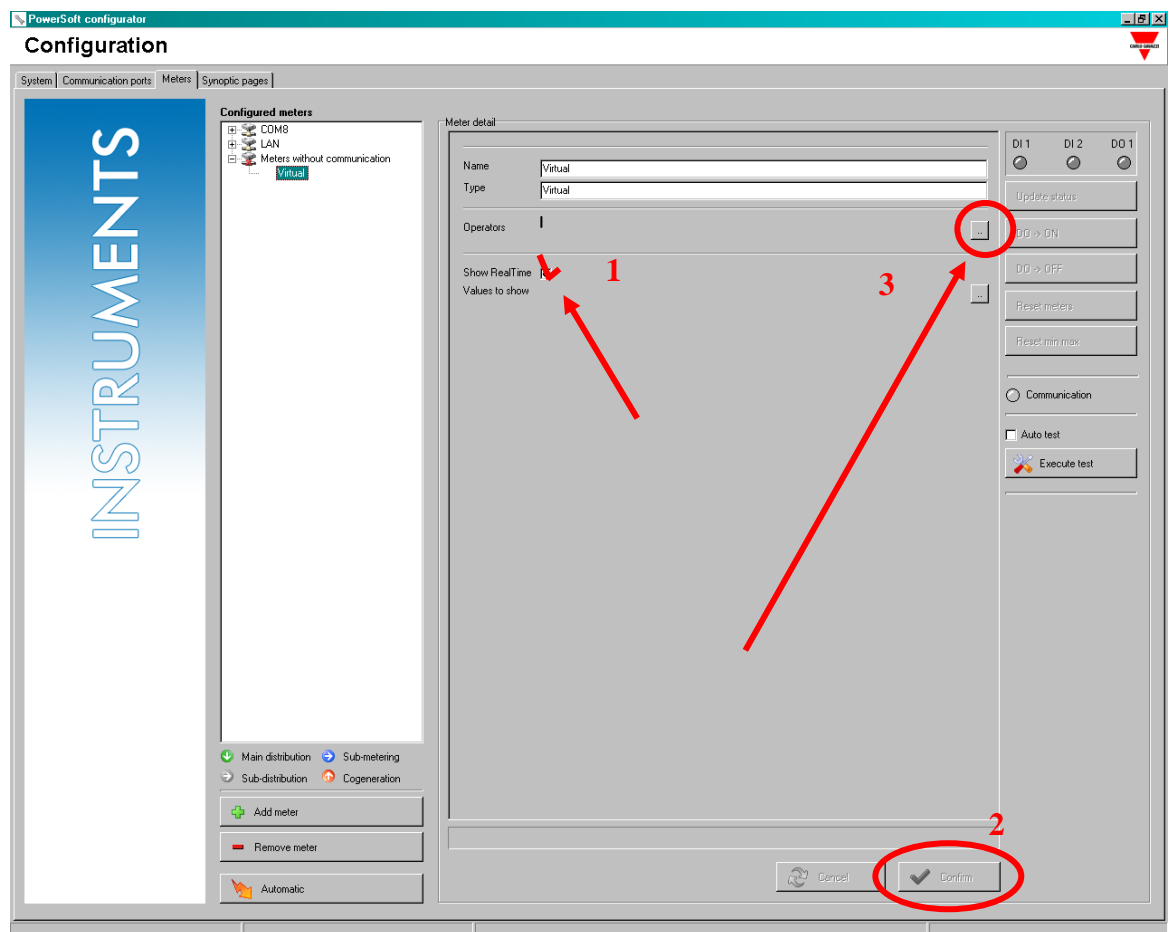 PowerSoft configurator
Configuration
CARLO GAVAZZI
System Communication ports Meters Synoptic pages
INSTRUMENTS
Configured meters
COM8
LAN
Meters without communication
Virtual
Main distribution Sub-metering
Sub-distribution Cogeneration
Add meter
Remove meter
Automatic
Meter detail
Name Virtual
Type Virtual
Operators ..
Show RealTime
Values to show ..
1
3
2
Cancel Confirm
DI 1 DI 2 DO 1
Update status
DO -> ON
DO -> OFF
Reset meters
Reset min max
Communication
Auto test
Execute test